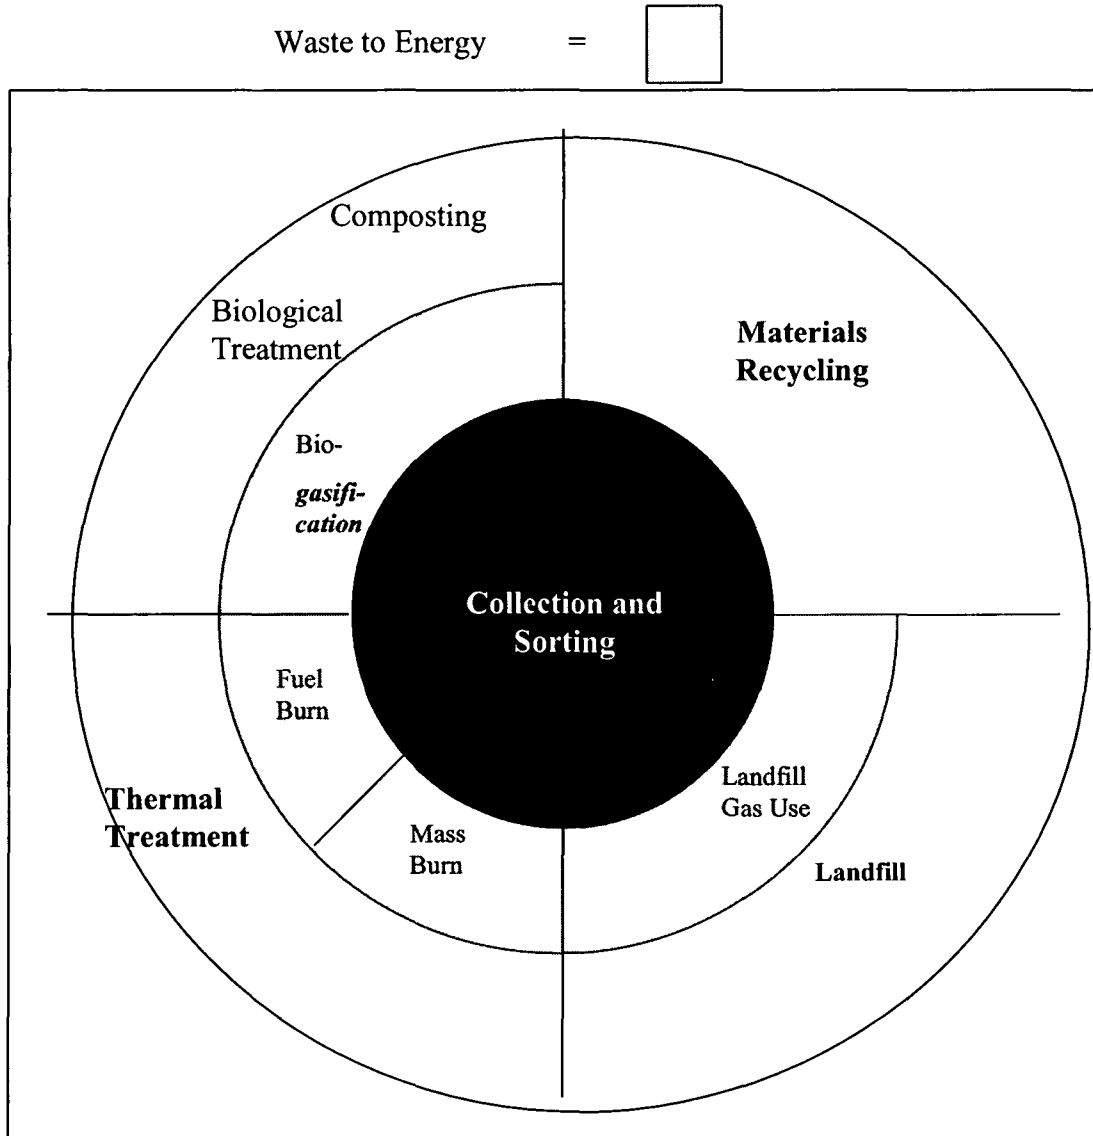 Waste to Energy =
Composting
Biological
Treatment
Materials
Recycling
Bio-
gasifi-
cation
Collection and
Sorting
Fuel
Burn
Thermal
Treatment
Mass
Burn
Landfill
Gas Use
Landfill